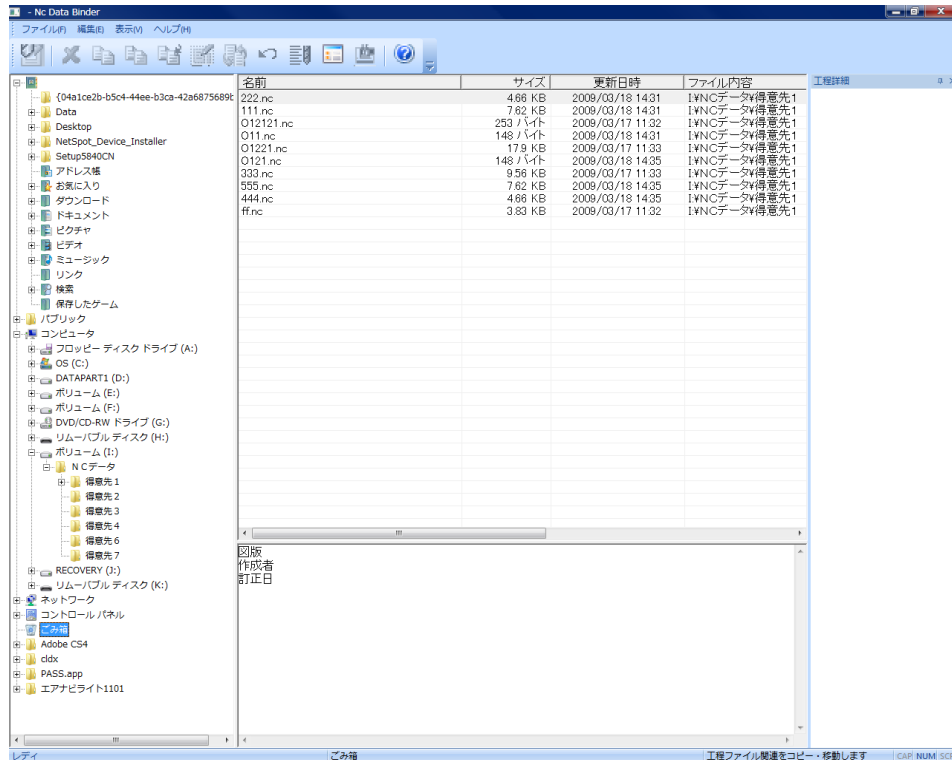 - Nc Data Binder
ファイル(F) 編集(E) 表示(V) ヘルプ(H)
{04a1ce2b-b5c4-44ee-b3ca-42a6875689b
Data
Desktop
NetSpot_Device_Installer
Setup5840CN
アドレス帳
お気に入り
ダウンロード
ドキュメント
ピクチャ
ビデオ
ミュージック
リンク
検索
保存したゲーム
パブリック
コンピュータ
フロッピー ディスク ドライブ (A:)
OS (C:)
DATAPART1 (D:)
ボリューム (E:)
ボリューム (F:)
DVD/CD-RW ドライブ (G:)
リムーバブル ディスク (H:)
ボリューム (I:)
ＮＣデータ
得意先１
得意先２
得意先３
得意先４
得意先６
得意先７
RECOVERY (J:)
リムーバブル ディスク (K:)
ネットワーク
コントロール パネル
ごみ箱
Adobe CS4
cldx
PASS.app
エアナビライト1101
名前 サイズ 更新日時 ファイル内容
222.nc 4.66 KB 2009/03/18 14:31 I:¥NCデータ¥得意先1
111.nc 7.62 KB 2009/03/18 14:31 I:¥NCデータ¥得意先1
O12121.nc 253 バイト 2009/03/17 11:32 I:¥NCデータ¥得意先1
O11.nc 148 バイト 2009/03/18 14:31 I:¥NCデータ¥得意先1
O1221.nc 17.9 KB 2009/03/17 11:33 I:¥NCデータ¥得意先1
O121.nc 148 バイト 2009/03/18 14:35 I:¥NCデータ¥得意先1
333.nc 9.56 KB 2009/03/17 11:33 I:¥NCデータ¥得意先1
555.nc 7.62 KB 2009/03/18 14:35 I:¥NCデータ¥得意先1
444.nc 4.66 KB 2009/03/18 14:35 I:¥NCデータ¥得意先1
ff.nc 3.83 KB 2009/03/17 11:32 I:¥NCデータ¥得意先1
図版
作成者
訂正日
工程詳細
レディ ごみ箱 工程ファイル関連をコピー・移動します CAP NUM SCR